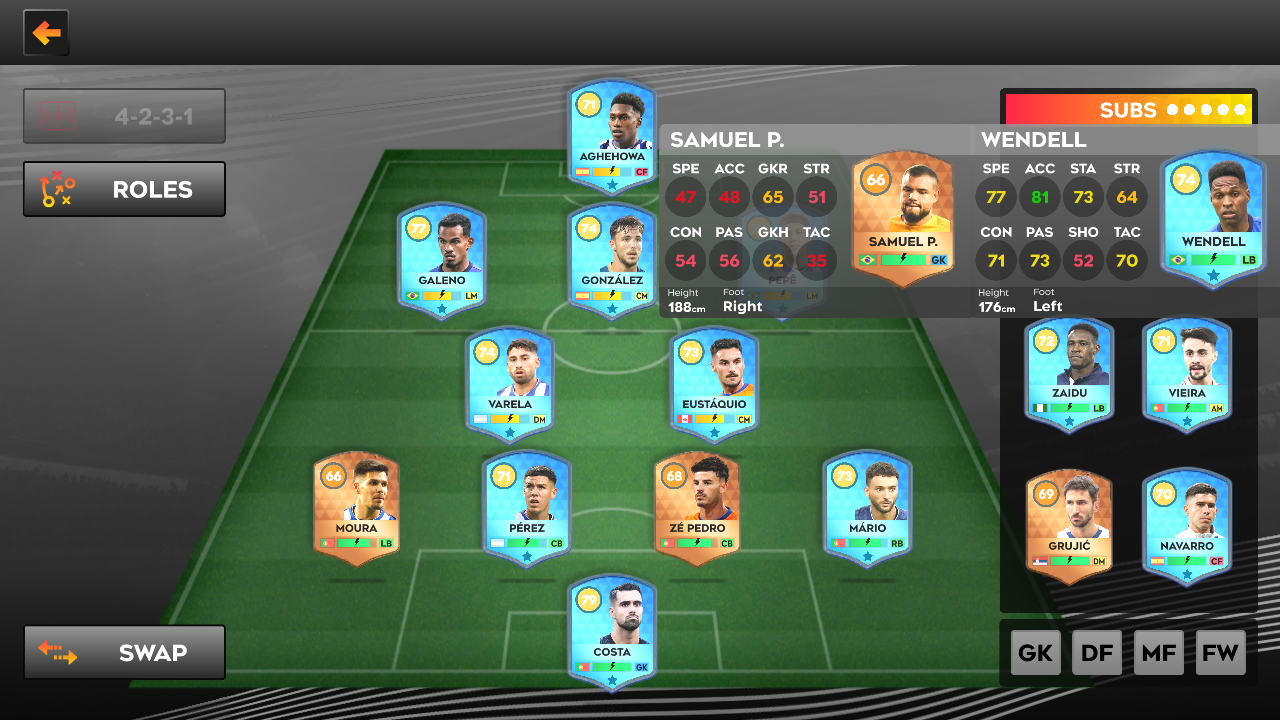 4-2-3-1
ROLES
SUBS
71
AGHEHOWA
CF
SAMUEL P.
SPE ACC GKR STR
47 48 65 51
CON PAS GKH TAC
54 56 62 35
Height Foot
188cm Right
66
SAMUEL P.
GK
WENDELL
SPE ACC STA STR
77 81 73 64
CON PAS SHO TAC
71 73 52 70
Height Foot
176cm Left
74
WENDELL
LB
77
GALENO
LM
74
GONZÁLEZ
CM
PEPÊ
LM
74
VARELA
DM
73
EUSTÁQUIO
CM
72
ZAIDU
LB
71
VIEIRA
AM
66
MOURA
LB
71
PÉREZ
CB
68
ZÉ PEDRO
CB
73
MÁRIO
RB
69
GRUJIĆ
DM
70
NAVARRO
CF
79
COSTA
GK
SWAP
GK DF MF FW